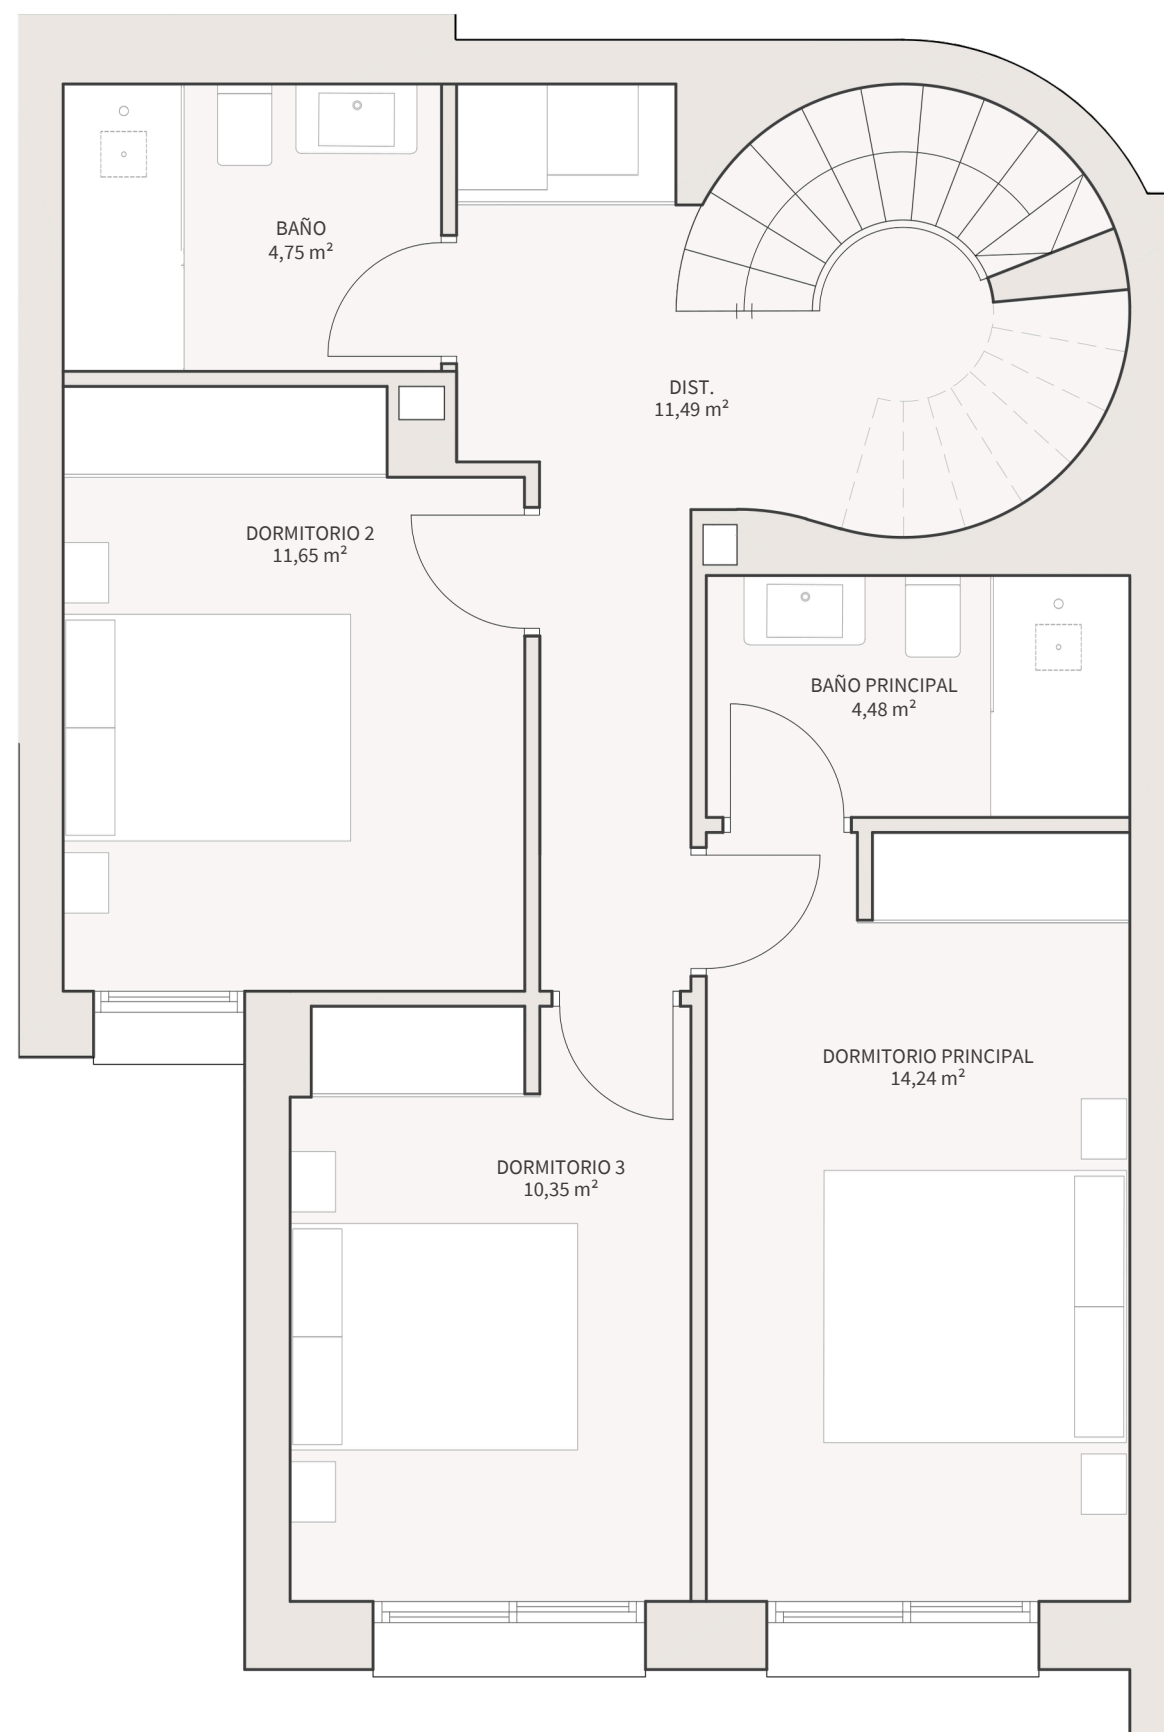 BAÑO
4,75 m²
DIST.
11,49 m²
DORMITORIO 2
11,65 m²
BAÑO PRINCIPAL
4,48 m²
DORMITORIO PRINCIPAL
14,24 m²
DORMITORIO 3
10,35 m²